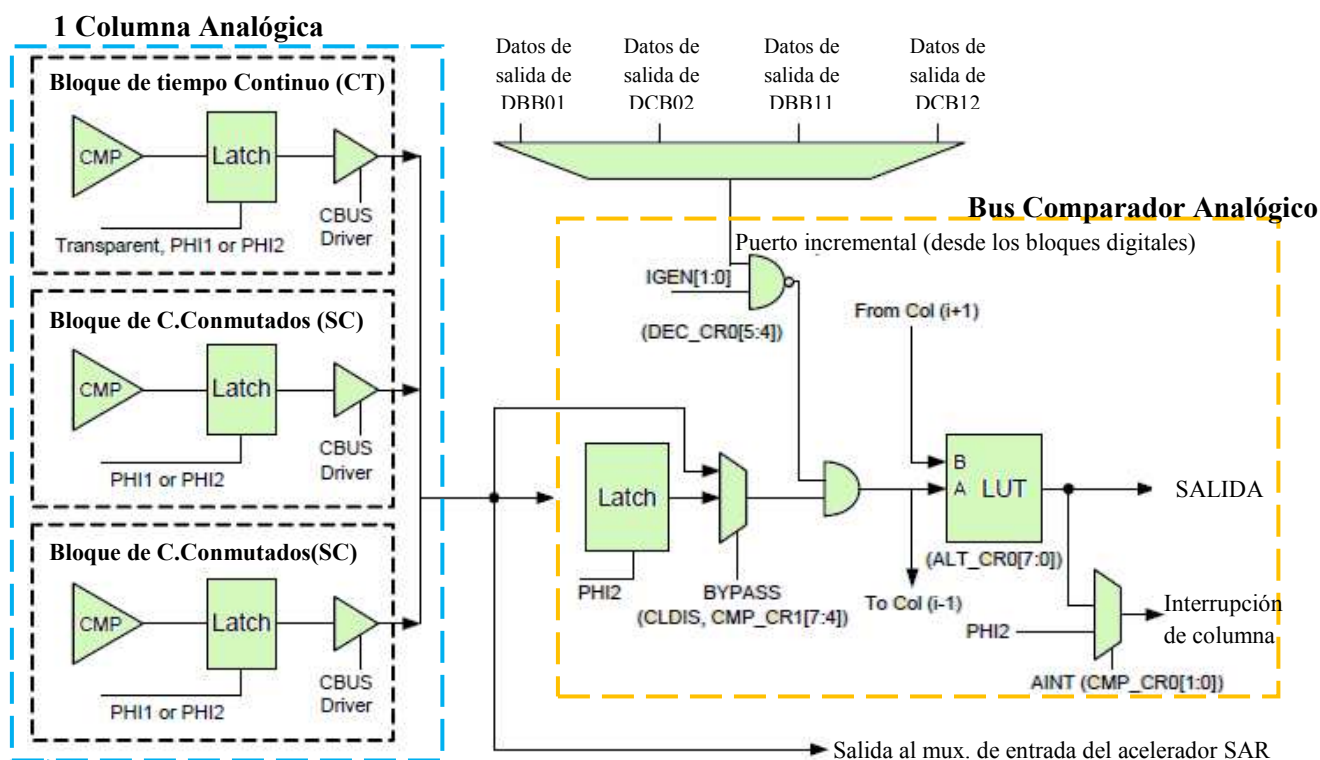 1 Columna Analógica
Bloque de tiempo Continuo (CT)
CMP
Latch
CBUS
Driver
Transparent, PHI1 or PHI2
Bloque de C.Conmutados (SC)
CMP
Latch
CBUS
Driver
PHI1 or PHI2
Bloque de C.Conmutados(SC)
CMP
Latch
CBUS
Driver
PHI1 or PHI2
Datos de
salida de
DBB01
Datos de
salida de
DCB02
Datos de
salida de
DBB11
Datos de
salida de
DCB12
Bus Comparador Analógico
Puerto incremental (desde los bloques digitales)
IGEN[1:0]
(DEC_CR0[5:4])
From Col (i+1)
Latch
PHI2
BYPASS
(CLDIS, CMP_CR1[7:4])
B
A
LUT
(ALT_CR0[7:0])
To Col (i-1)
SALIDA
PHI2
Interrupción
de columna
AINT (CMP_CR0[1:0])
Salida al mux. de entrada del acelerador SAR